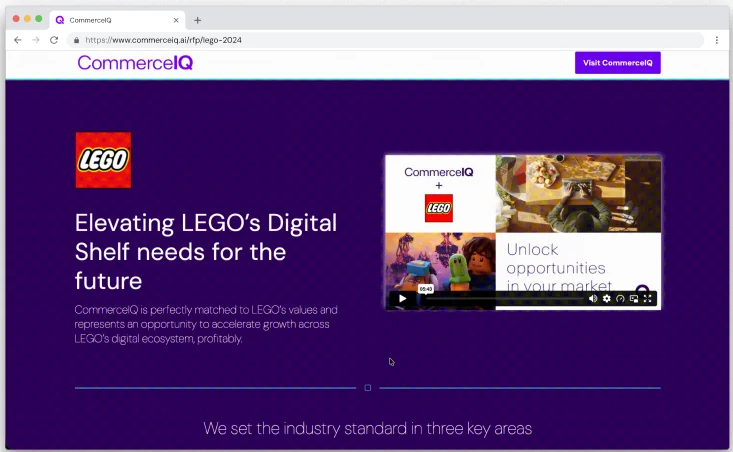 CommerceIQ
https://www.commerceiq.ai/rfp/lego-2024
CommerceIQ
Visit CommerceIQ
LEGO
Elevating LEGO's Digital
Shelf needs for the
future
CommerceIQ is perfectly matched to LEGO's values and
represents an opportunity to accelerate growth across
LEGO's digital ecosystem, profitably.
CommerceIQ
+
LEGO
Unlock
opportunities
in your market
05:43
We set the industry standard in three key areas